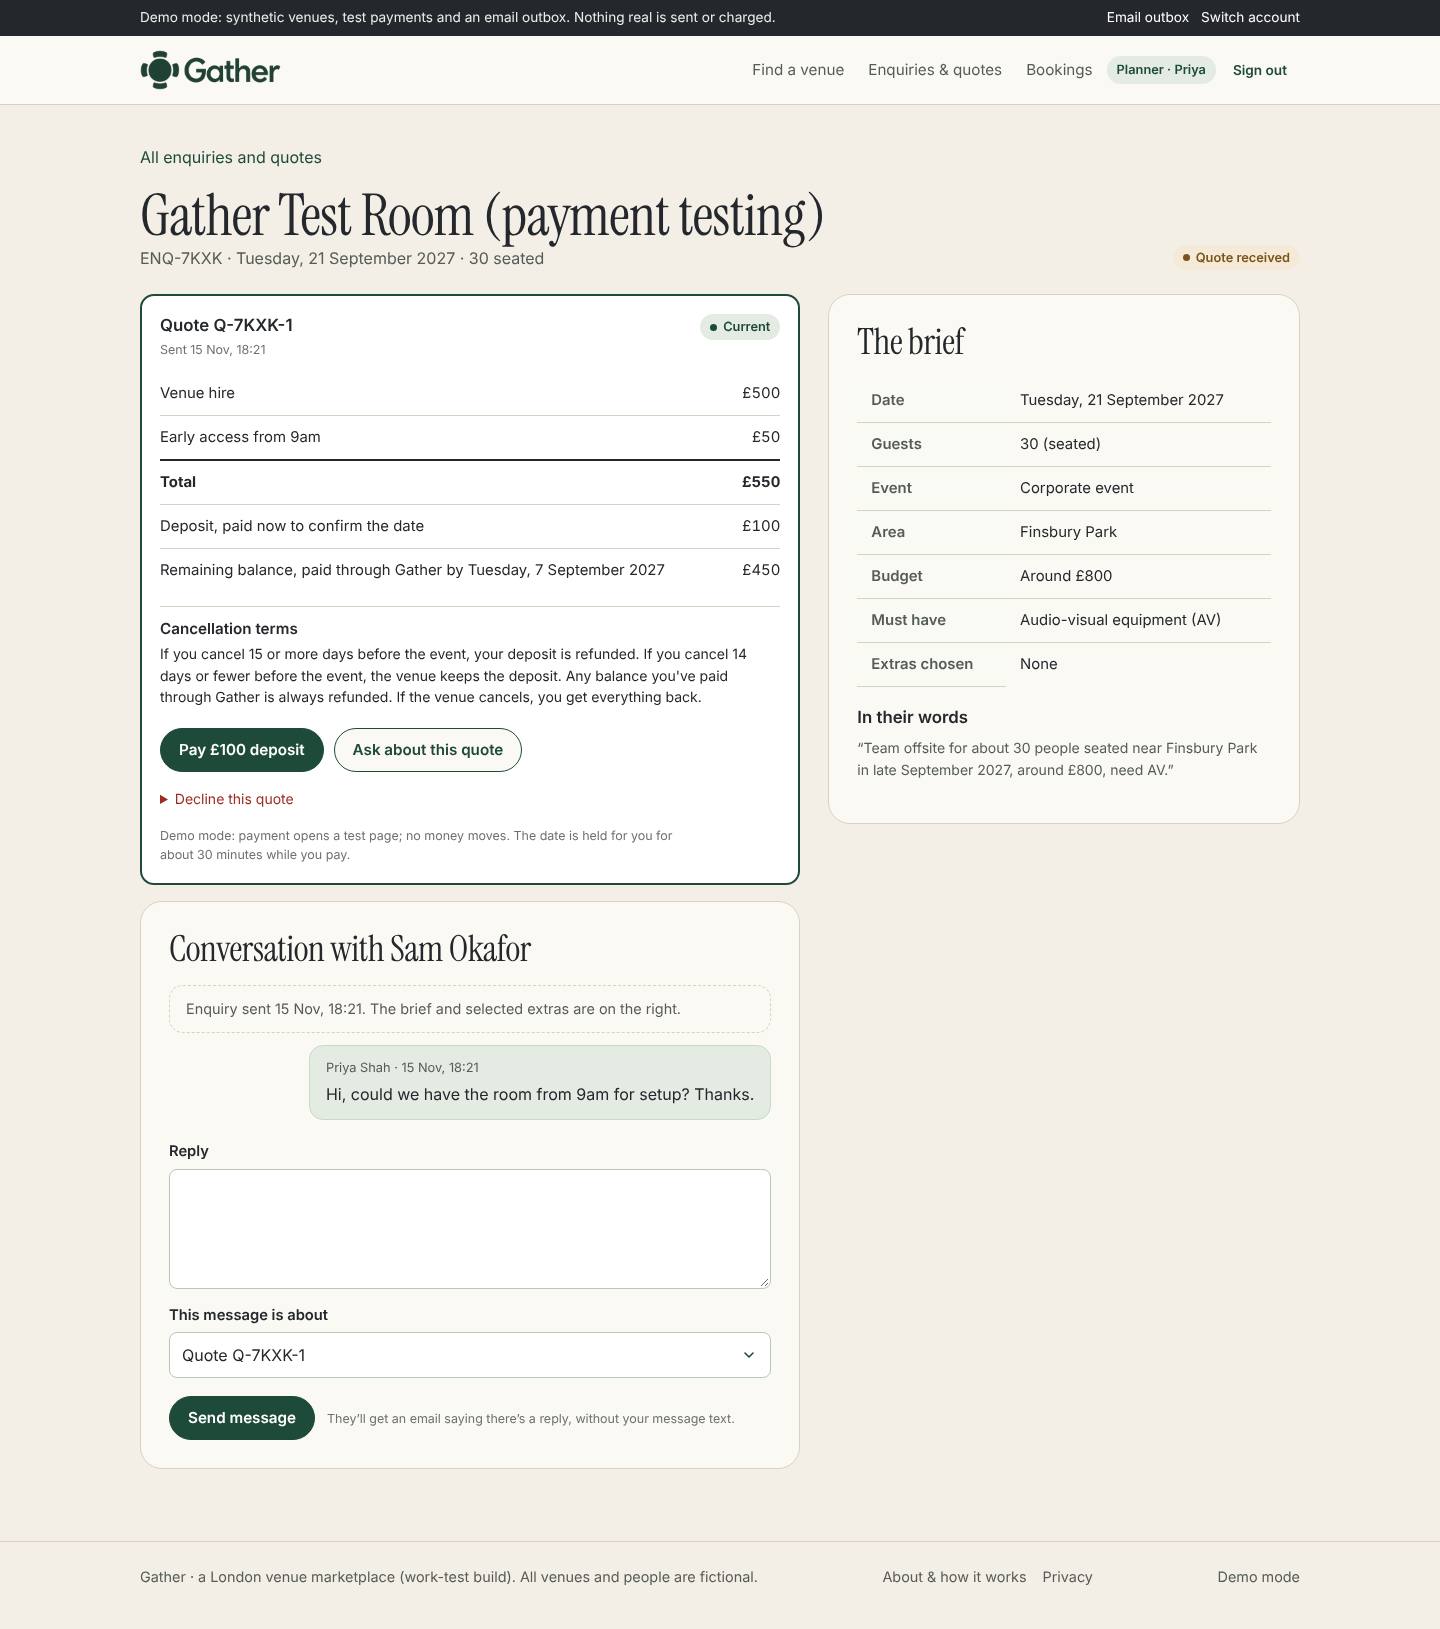 Demo mode: synthetic venues, test payments and an email outbox. Nothing real is sent or charged.
Email outbox Switch account
Gather
Find a venue Enquiries & quotes Bookings Planner · Priya Sign out
All enquiries and quotes
Gather Test Room (payment testing)
ENQ-7KXK · Tuesday, 21 September 2027 · 30 seated
Quote received
Quote Q-7KXK-1
Current
Sent 15 Nov, 18:21
Venue hire £500
Early access from 9am £50
Total £550
Deposit, paid now to confirm the date £100
Remaining balance, paid through Gather by Tuesday, 7 September 2027 £450
Cancellation terms
If you cancel 15 or more days before the event, your deposit is refunded. If you cancel 14
days or fewer before the event, the venue keeps the deposit. Any balance you've paid
through Gather is always refunded. If the venue cancels, you get everything back.
Pay £100 deposit Ask about this quote
Decline this quote
Demo mode: payment opens a test page; no money moves. The date is held for you for
about 30 minutes while you pay.
The brief
Date Tuesday, 21 September 2027
Guests 30 (seated)
Event Corporate event
Area Finsbury Park
Budget Around £800
Must have Audio-visual equipment (AV)
Extras chosen None
In their words
“Team offsite for about 30 people seated near Finsbury Park
in late September 2027, around £800, need AV.”
Conversation with Sam Okafor
Enquiry sent 15 Nov, 18:21. The brief and selected extras are on the right.
Priya Shah · 15 Nov, 18:21
Hi, could we have the room from 9am for setup? Thanks.
Reply
This message is about
Quote Q-7KXK-1
Send message They’ll get an email saying there’s a reply, without your message text.
Gather · a London venue marketplace (work-test build). All venues and people are fictional.
About & how it works Privacy
Demo mode